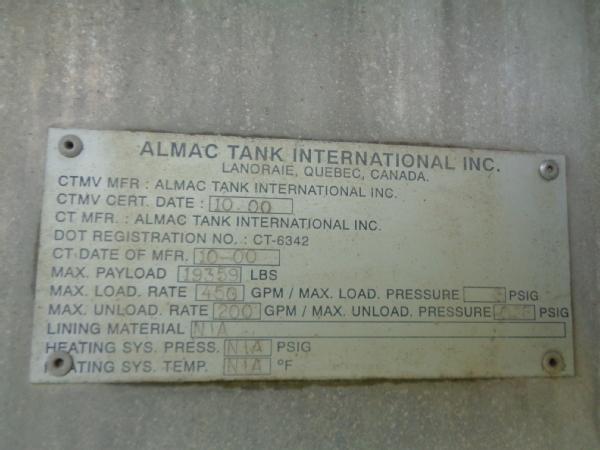 ALMAC TANK INTERNATIONAL INC.
LANORAIE, QUEBEC, CANADA.
CTMV MFR : ALMAC TANK INTERNATIONAL INC.
CTMV CERT. DATE : 10.00
CT MFR. : ALMAC TANK INTERNATIONAL INC.
DOT REGISTRATION NO. : CT-6342
CT DATE OF MFR. 10-00
MAX. PAYLOAD 19359 LBS
MAX. LOAD. RATE 450 GPM / MAX. LOAD. PRESSURE 3 PSIG
MAX. UNLOAD. RATE 200 GPM / MAX. UNLOAD. PRESSURE PSIG
LINING MATERIAL N\A
HEATING SYS. PRESS. N\A PSIG
HEATING SYS. TEMP. N\A °F